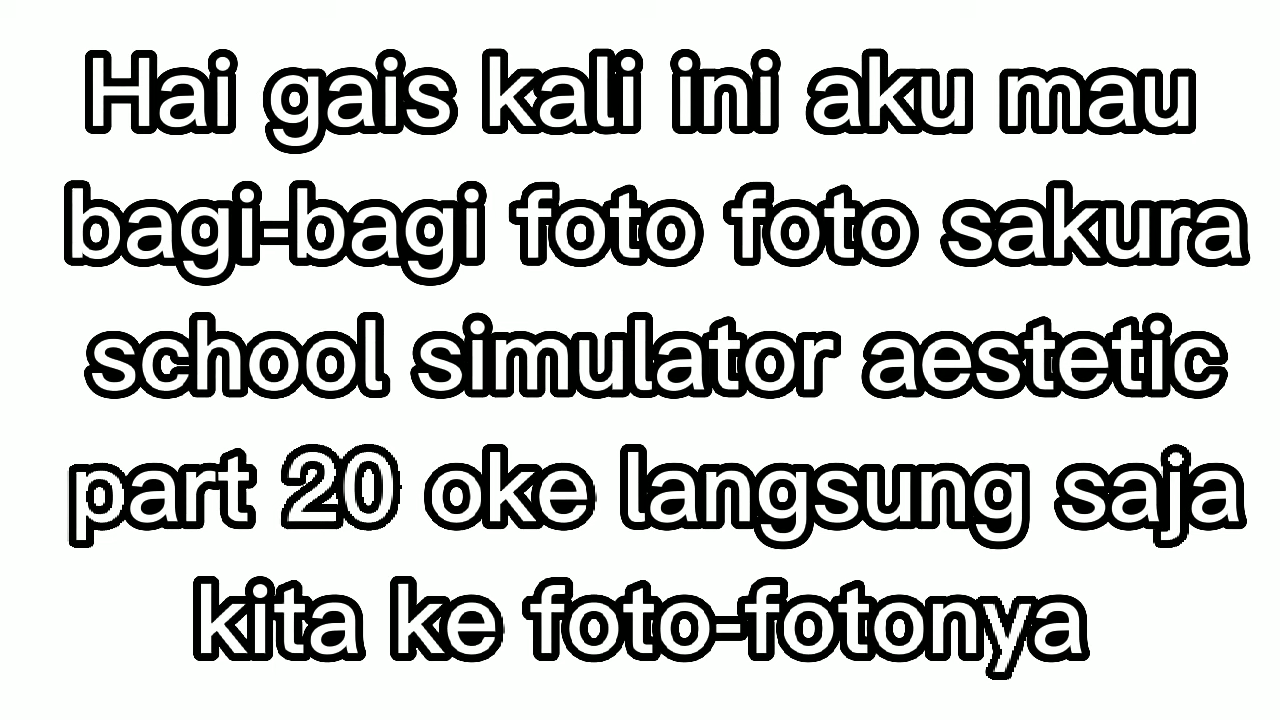 Hai gais kali ini aku mau
bagi-bagi foto foto sakura
school simulator aestetic
part 20 oke langsung saja
kita ke foto-fotonya